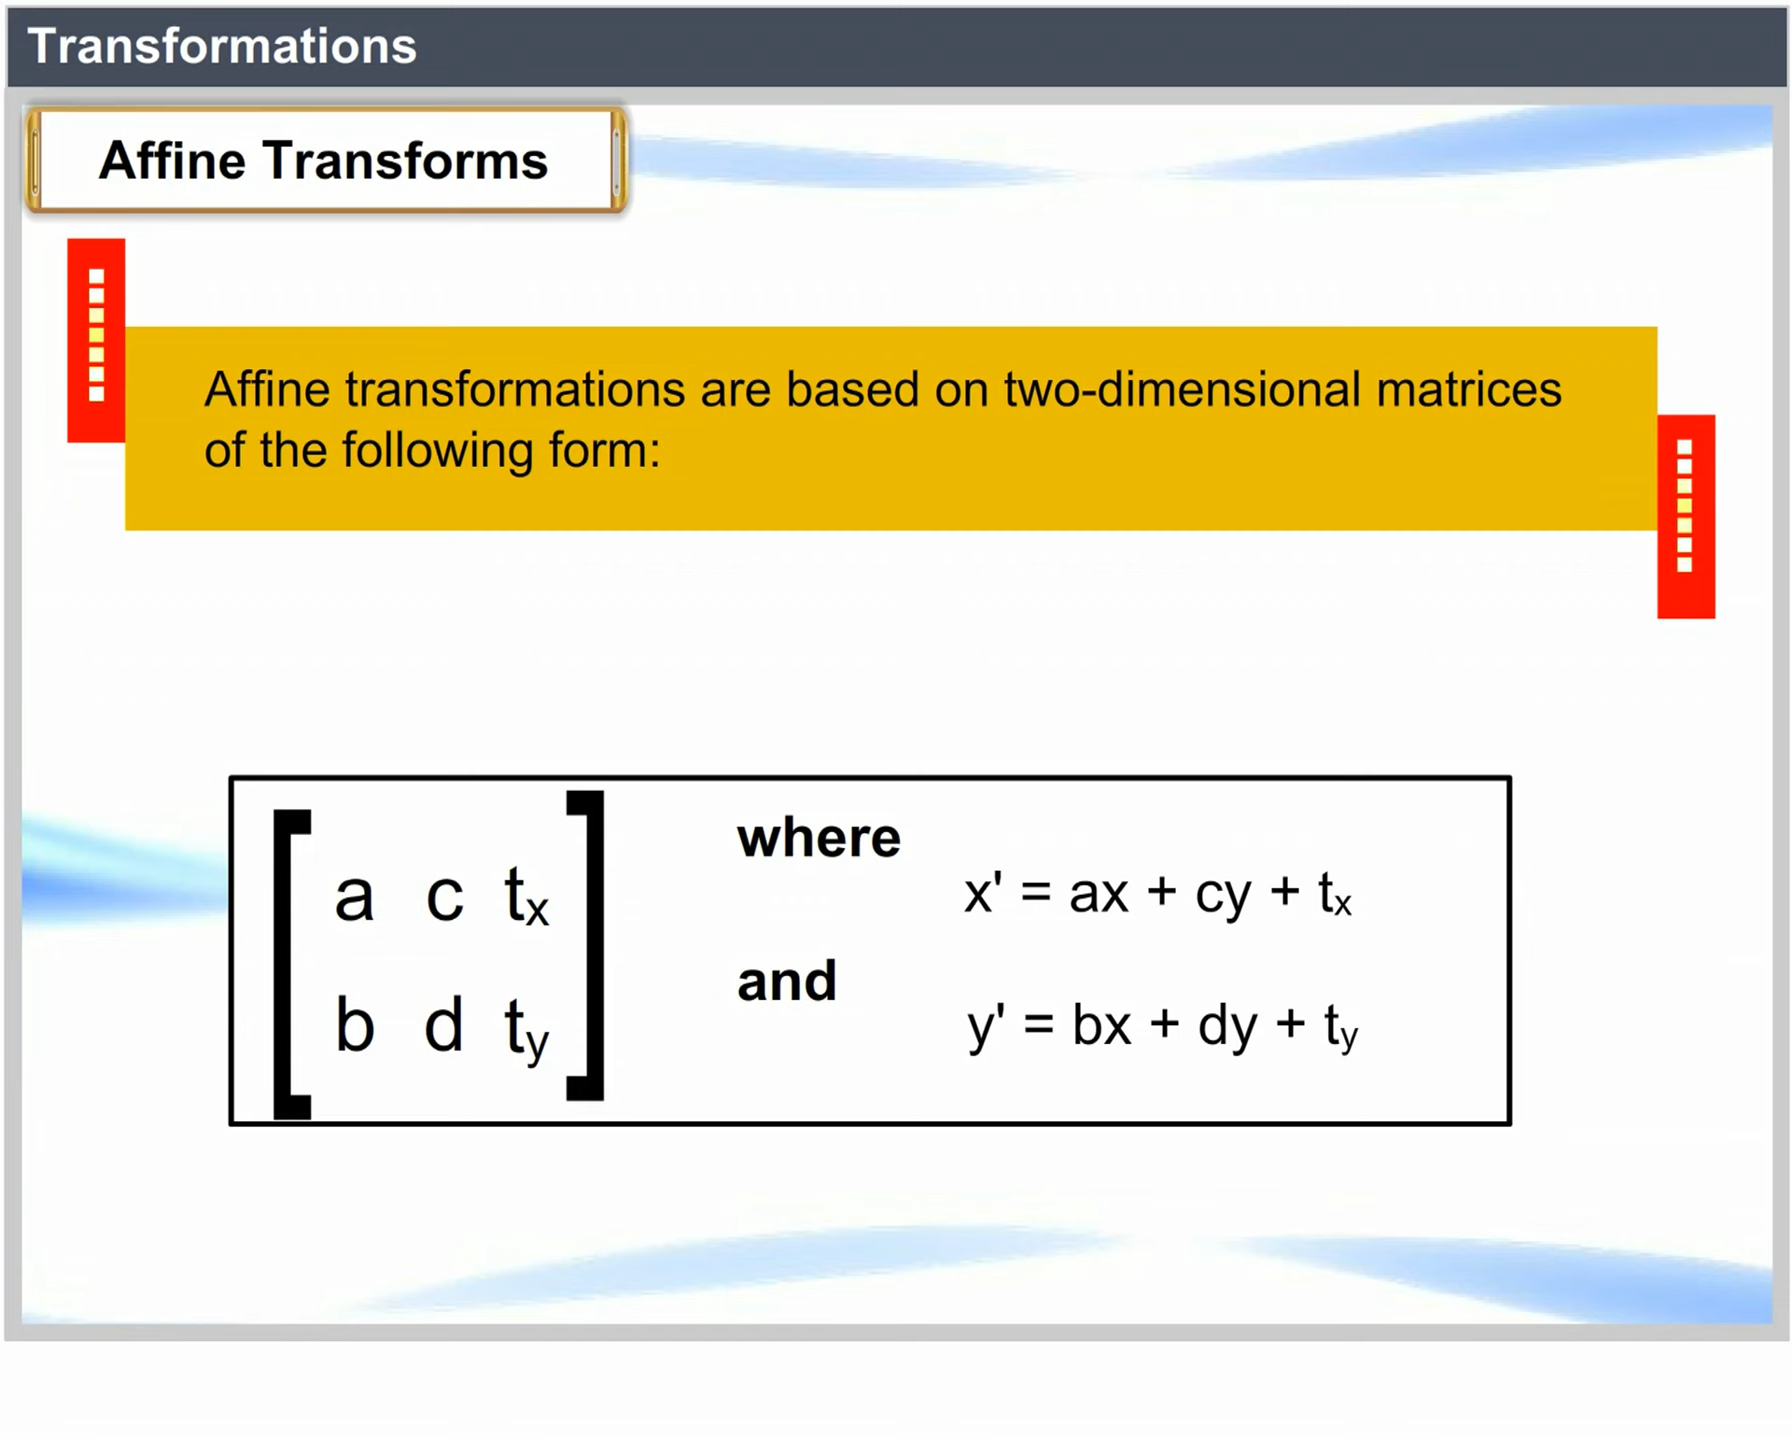 Transformations
Affine Transforms
Affine transformations are based on two-dimensional matrices
of the following form:
where
a c tx
x' = ax + cy + tx
and
b d ty
y' = bx + dy + ty